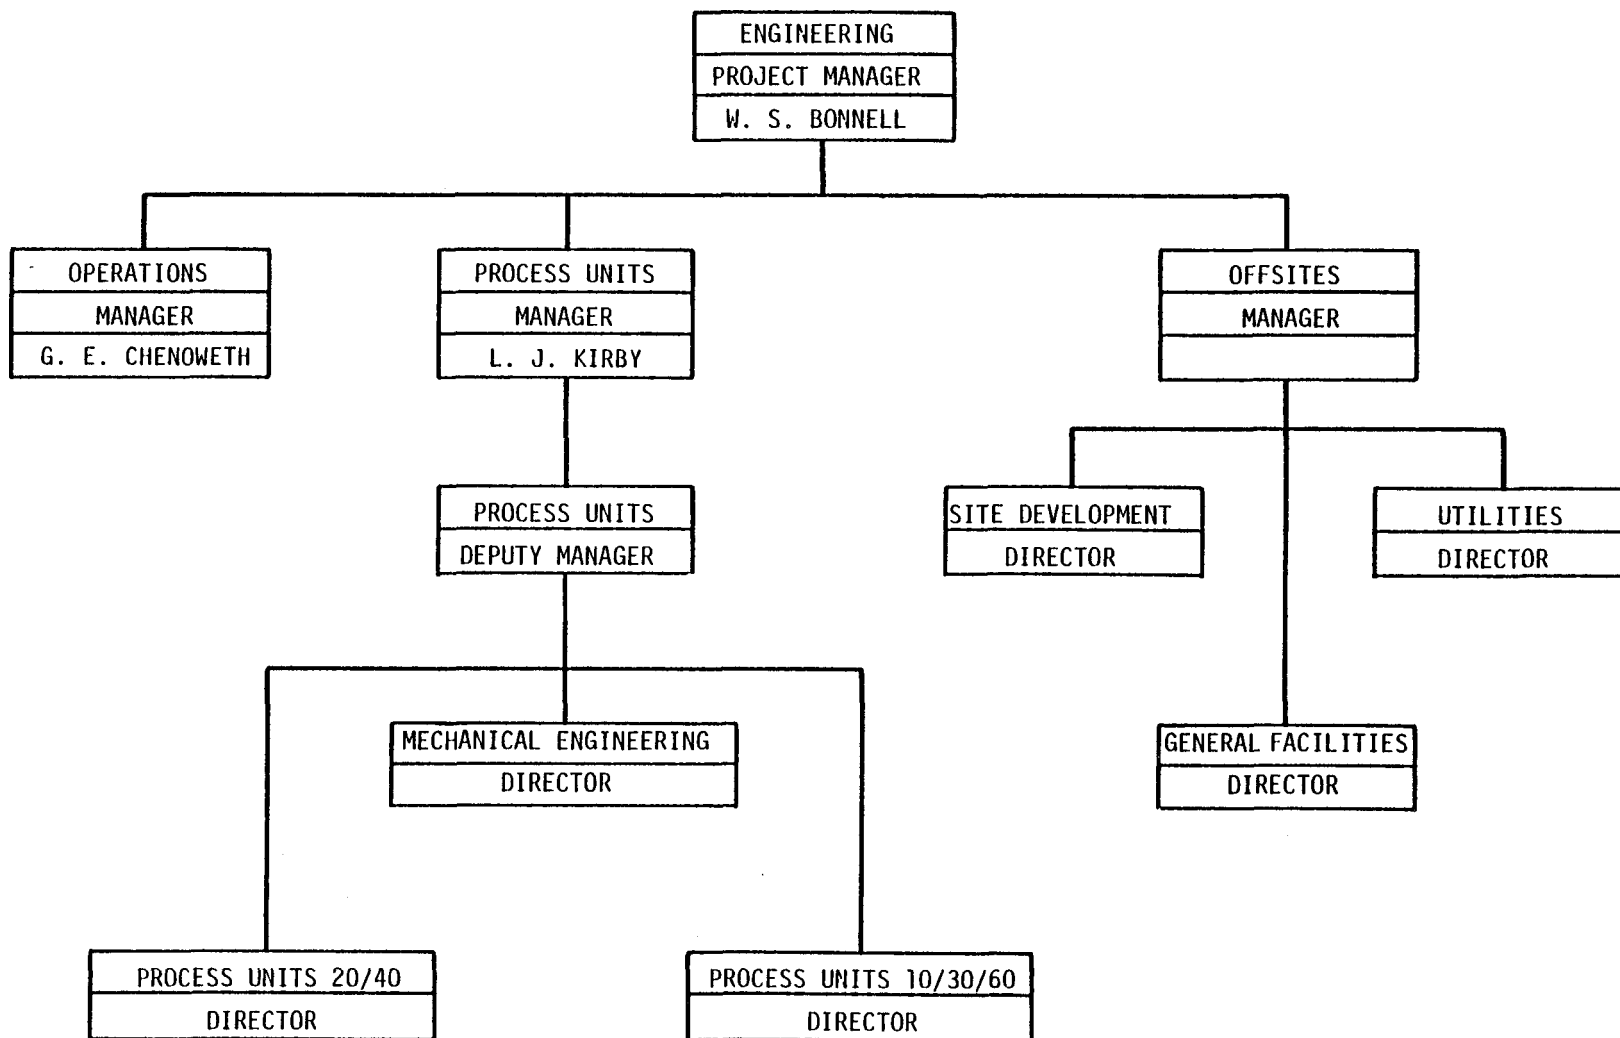 ENGINEERING
PROJECT MANAGER
W. S. BONNELL
OPERATIONS
MANAGER
G. E. CHENOWETH
PROCESS UNITS
MANAGER
L. J. KIRBY
OFFSITES
MANAGER
PROCESS UNITS
DEPUTY MANAGER
SITE DEVELOPMENT
DIRECTOR
UTILITIES
DIRECTOR
MECHANICAL ENGINEERING
DIRECTOR
GENERAL FACILITIES
DIRECTOR
PROCESS UNITS 20/40
DIRECTOR
PROCESS UNITS 10/30/60
DIRECTOR